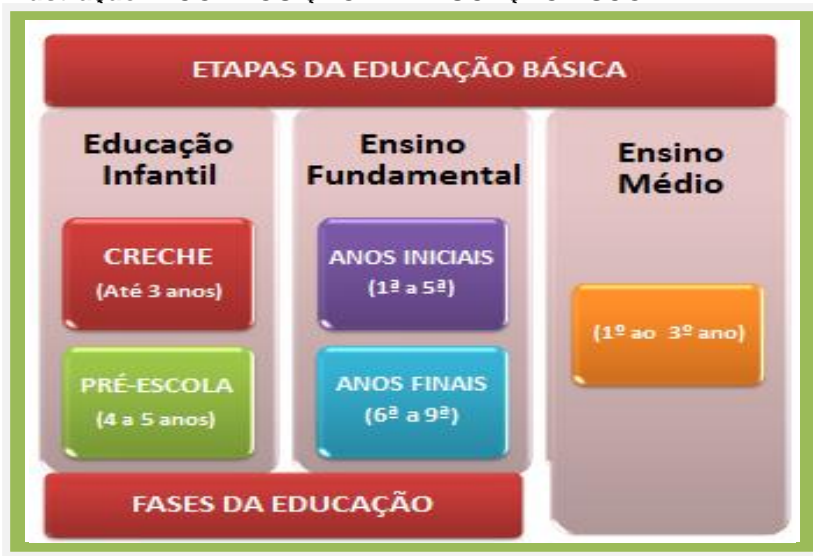 ETAPAS DA EDUCAÇÃO BÁSICA
Educação
Infantil
CRECHE
(Até 3 anos)
PRÉ-ESCOLA
(4 a 5 anos)
Ensino
Fundamental
ANOS INICIAIS
(1ª a 5ª)
ANOS FINAIS
(6ª a 9ª)
Ensino
Médio
(1º ao 3º ano)
FASES DA EDUCAÇÃO